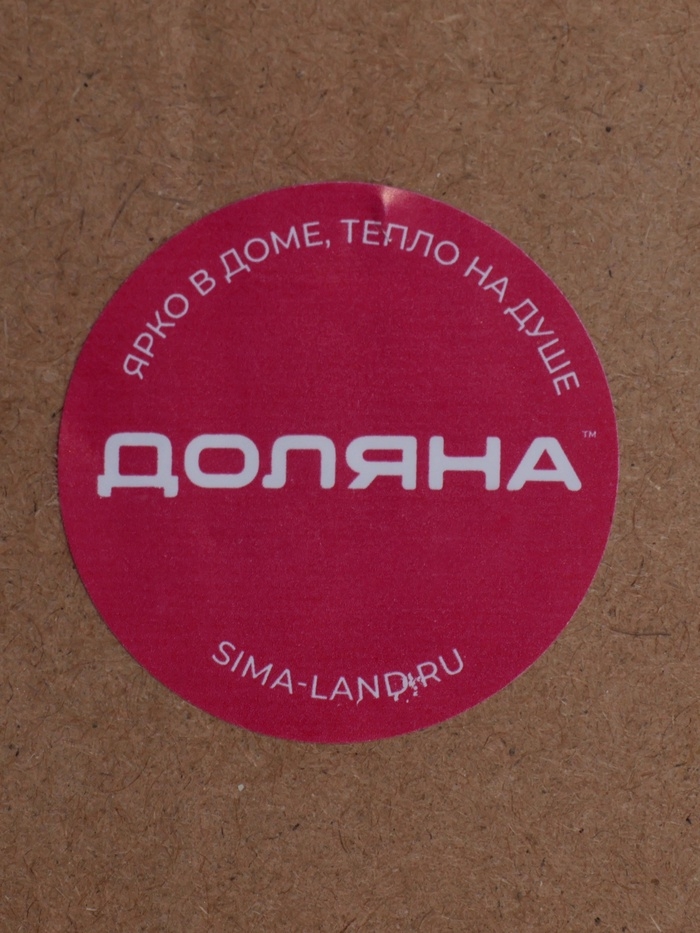 ЯРКО В ДОМЕ, ТЕПЛО НА ДУШЕ
ДОЛЯНА™
SIMA-LAND.RU